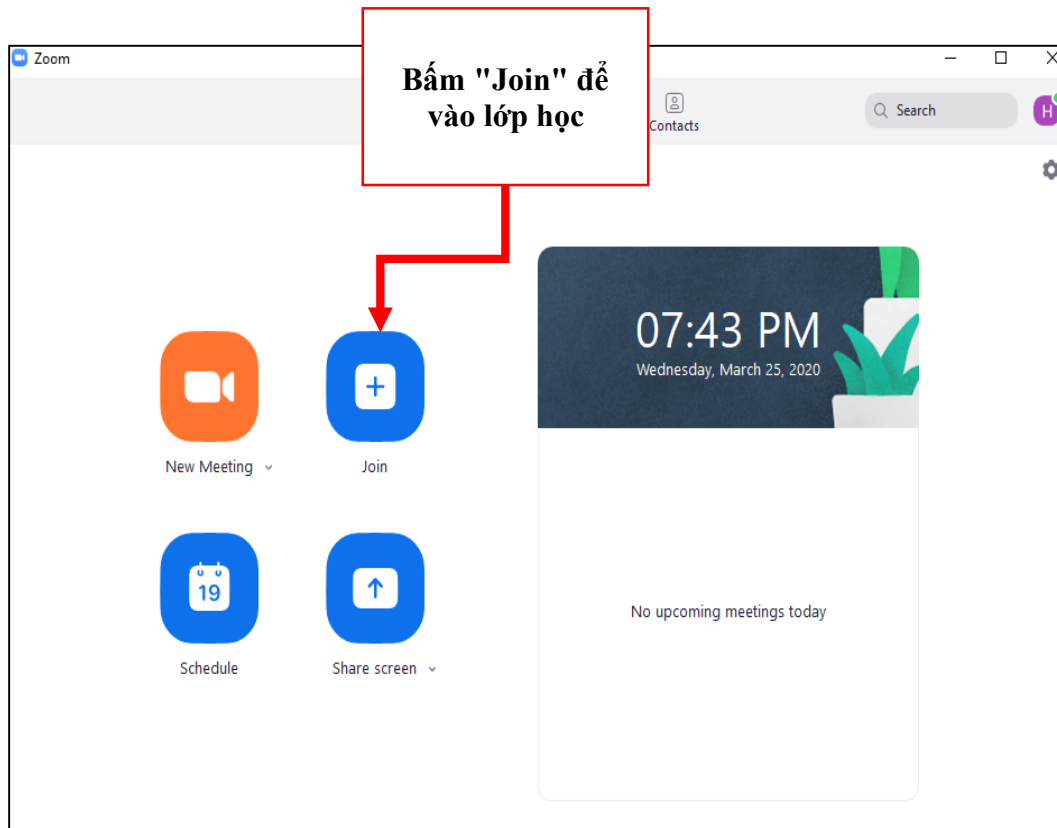 Zoom
Bấm "Join" để
vào lớp học
Contacts
Search
H
07:43 PM
Wednesday, March 25, 2020
New Meeting
Join
19
Schedule
Share screen
No upcoming meetings today